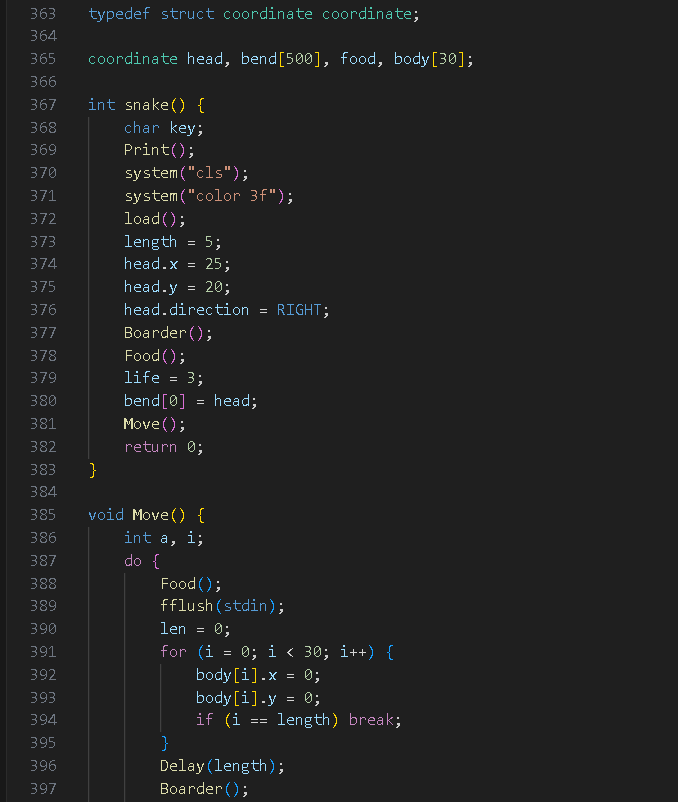 363 typedef struct coordinate coordinate;
364
365 coordinate head, bend[500], food, body[30];
366
367 int snake() {
368     char key;
369     Print();
370     system("cls");
371     system("color 3f");
372     load();
373     length = 5;
374     head.x = 25;
375     head.y = 20;
376     head.direction = RIGHT;
377     Boarder();
378     Food();
379     life = 3;
380     bend[0] = head;
381     Move();
382     return 0;
383 }
384
385 void Move() {
386     int a, i;
387     do {
388         Food();
389         fflush(stdin);
390         len = 0;
391         for (i = 0; i < 30; i++) {
392             body[i].x = 0;
393             body[i].y = 0;
394             if (i == length) break;
395         }
396         Delay(length);
397         Boarder();